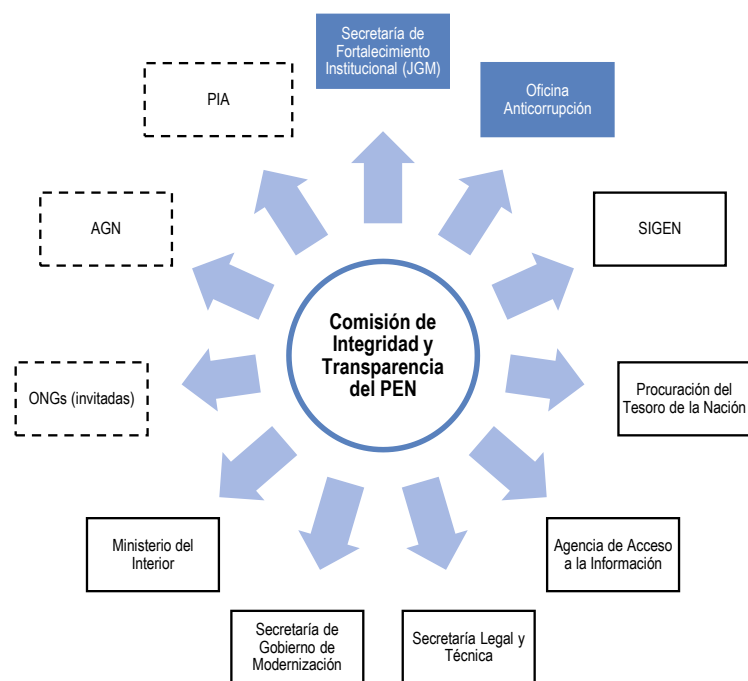 Secretaría de
Fortalecimiento
Institucional (JGM)
Oficina
Anticorrupción
PIA
AGN
SIGEN
Comisión de
Integridad y
Transparencia
del PEN
ONGs (invitadas)
Procuración del
Tesoro de la Nación
Ministerio del
Interior
Agencia de Acceso
a la Información
Secretaría de
Gobierno de
Modernización
Secretaría Legal y
Técnica